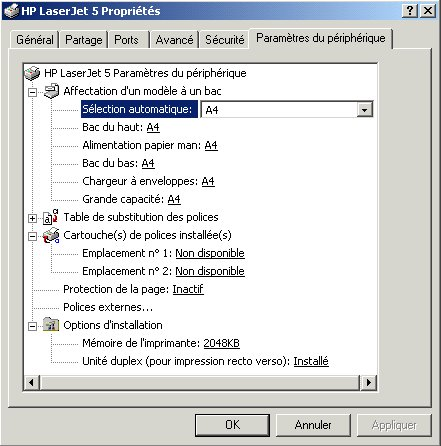 HP LaserJet 5 Propriétés
Général Partage Ports Avancé Sécurité Paramètres du périphérique
HP LaserJet 5 Paramètres du périphérique
Affectation d'un modèle à un bac
Sélection automatique: A4
Bac du haut: A4
Alimentation papier man: A4
Bac du bas: A4
Chargeur à enveloppes: A4
Grande capacité: A4
Table de substitution des polices
Cartouche(s) de polices installée(s)
Emplacement n° 1: Non disponible
Emplacement n° 2: Non disponible
Protection de la page: Inactif
Polices externes...
Options d'installation
Mémoire de l'imprimante: 2048KB
Unité duplex (pour impression recto verso): Installé
OK Annuler Appliquer